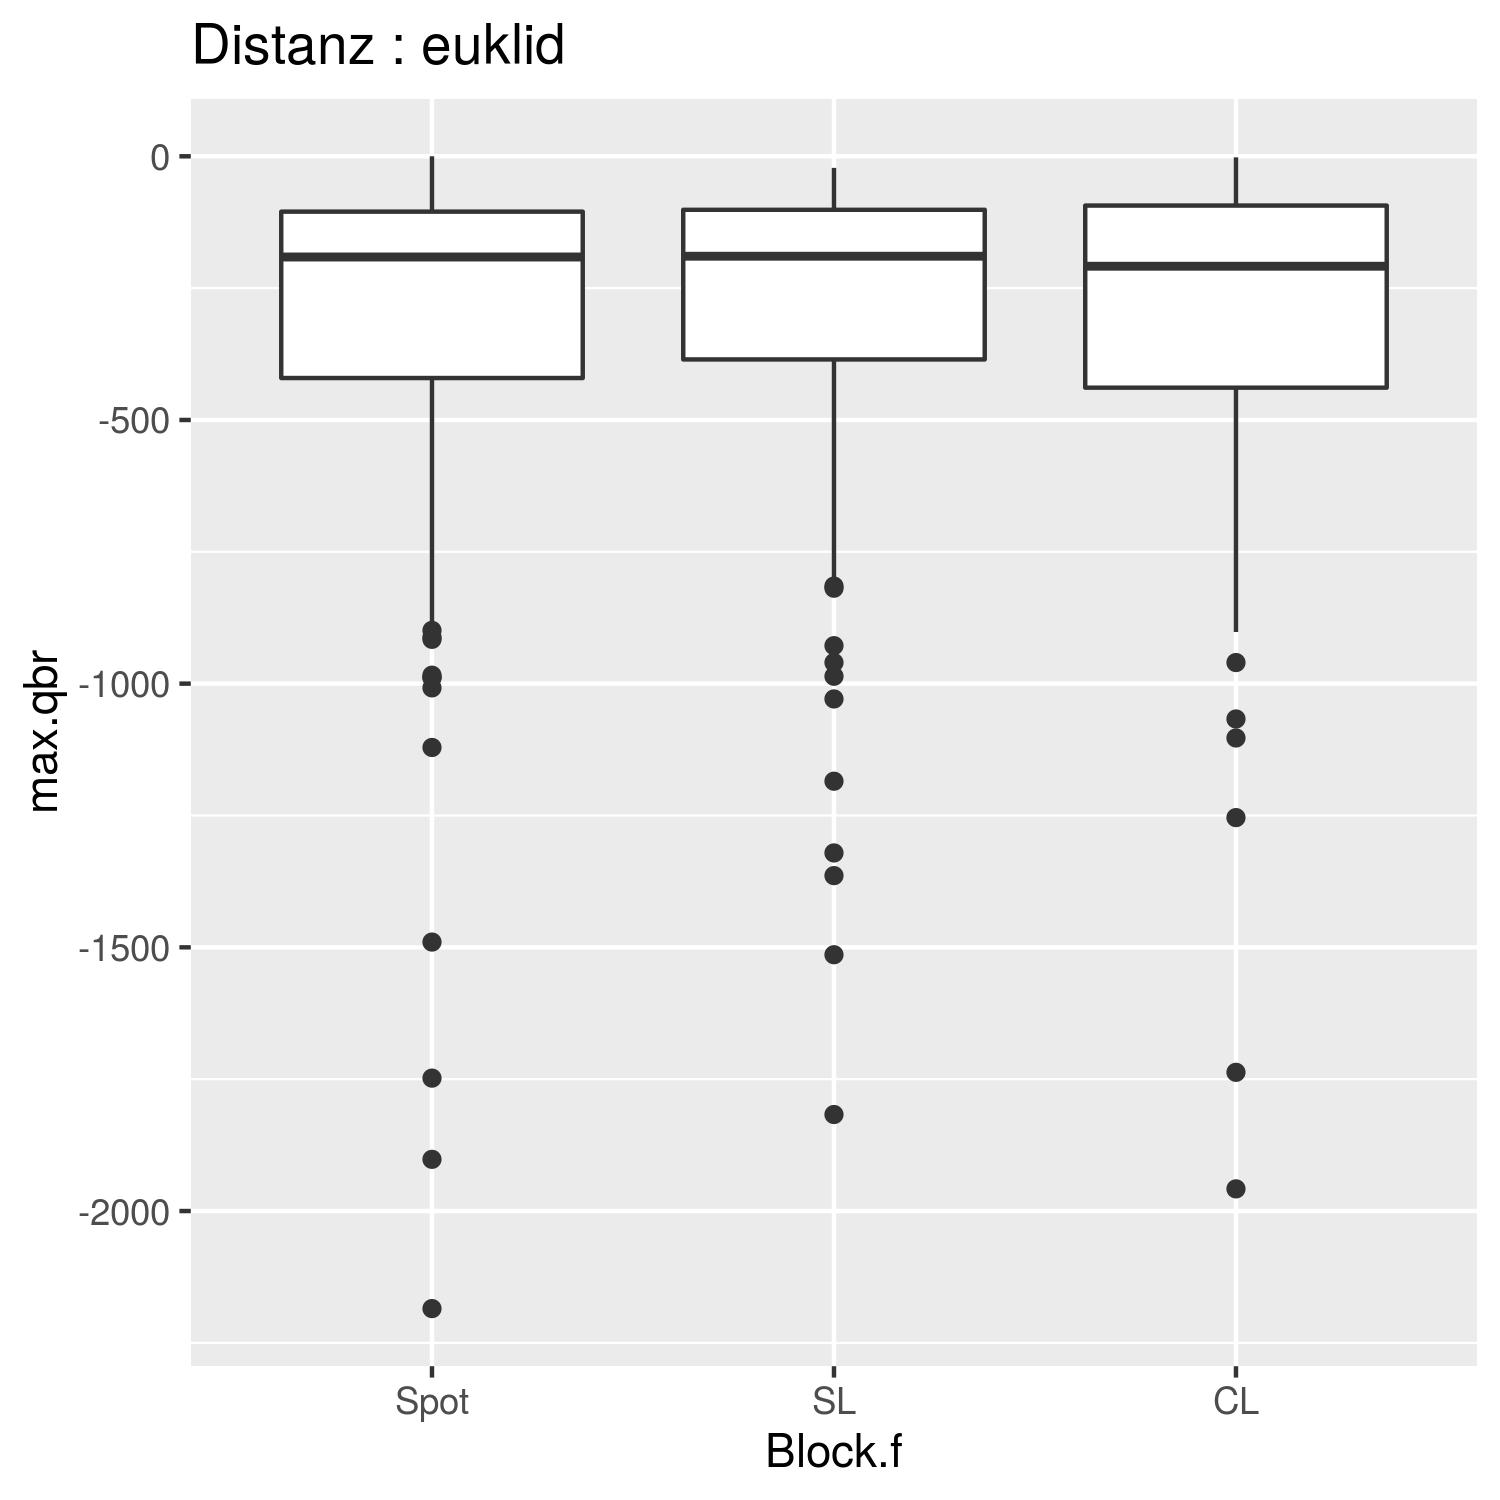 Distanz : euklid
0
-500
-1000
-1500
-2000
max.qbr
Spot SL CL
Block.f